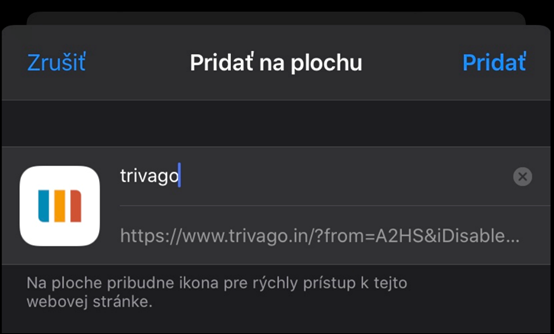 Zrušiť Pridať na plochu Pridať
trivago
https://www.trivago.in/?from=A2HS&iDisable...
Na ploche pribudne ikona pre rýchly prístup k tejto
webovej stránke.